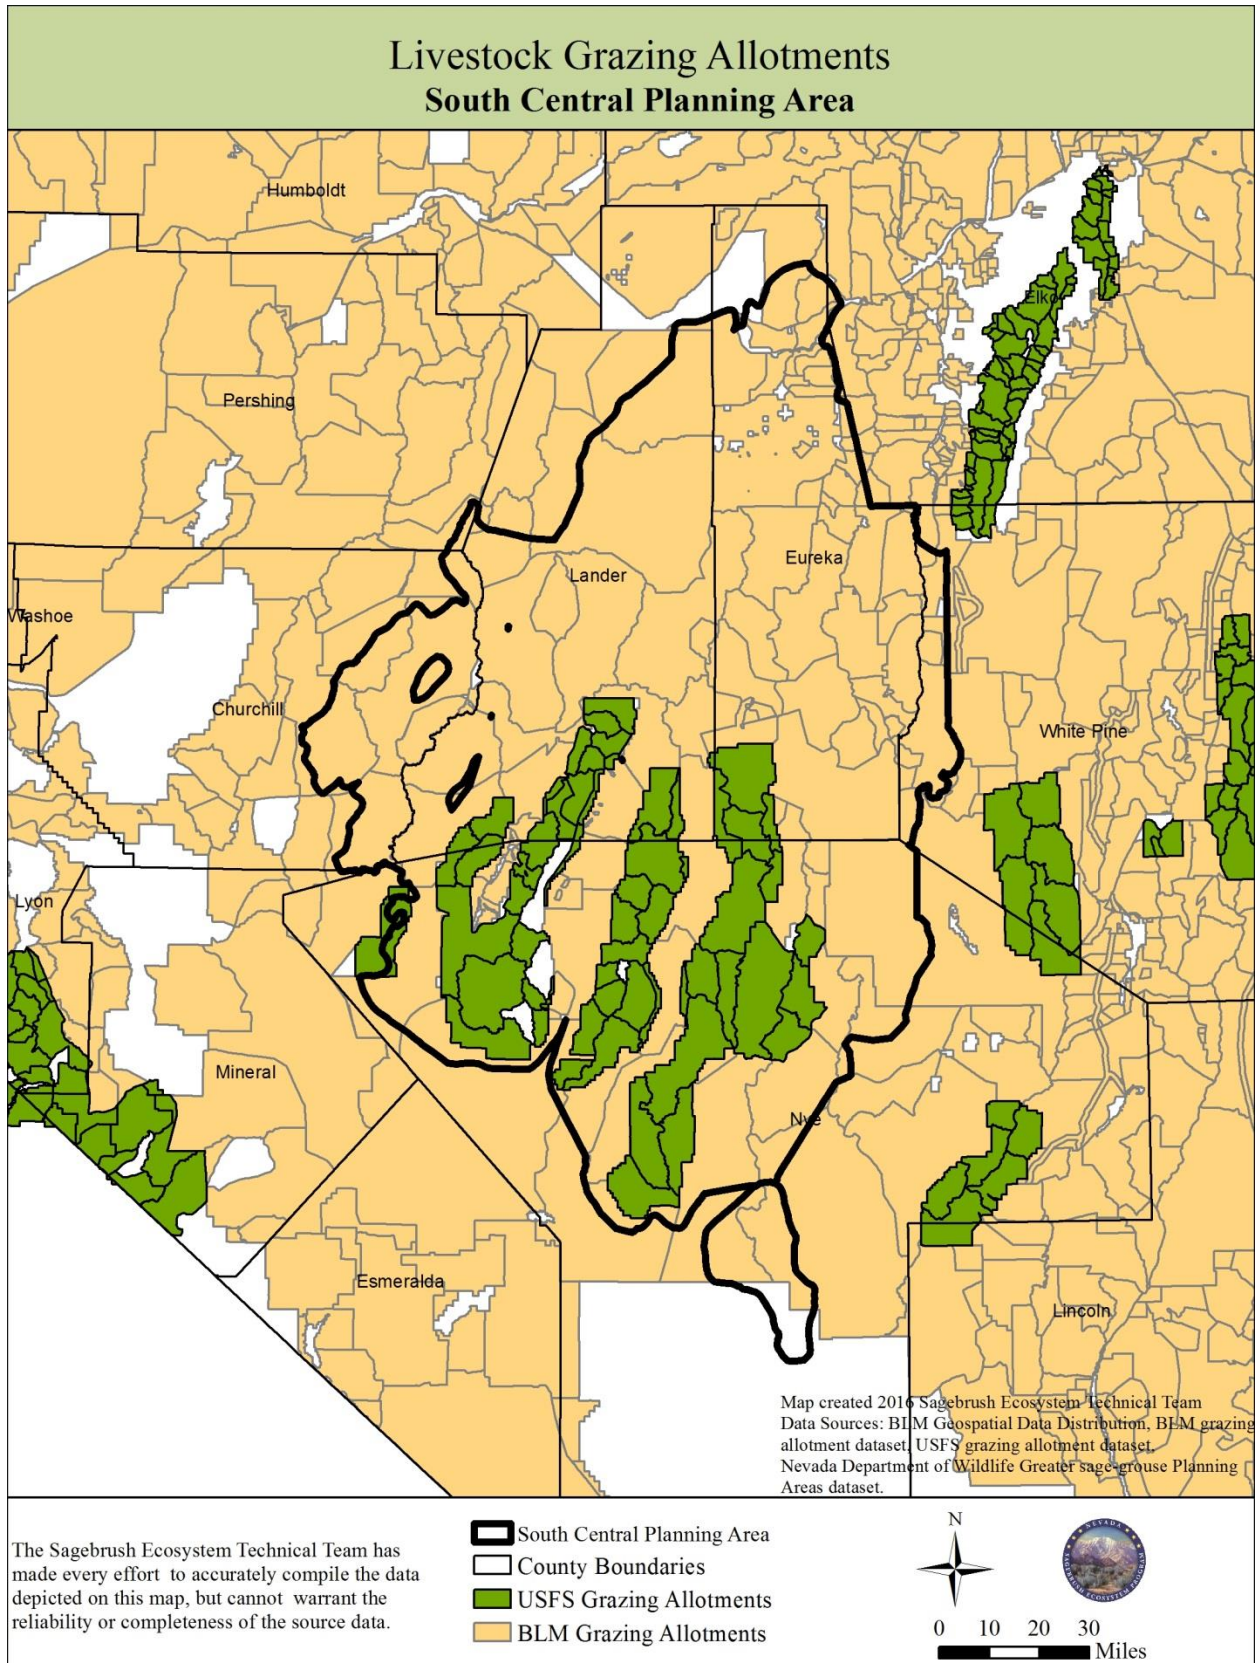 Livestock Grazing Allotments
South Central Planning Area
Humboldt
Elko
Pershing
Lander
Eureka
Washoe
Churchill
White Pine
Lyon
Mineral
Nye
Esmeralda
Lincoln
Map created 2016 Sagebrush Ecosystem Technical Team
Data Sources: BLM Geospatial Data Distribution, BLM grazing
allotment dataset, USFS grazing allotment dataset,
Nevada Department of Wildlife Greater sage-grouse Planning
Areas dataset.
The Sagebrush Ecosystem Technical Team has
made every effort to accurately compile the data
depicted on this map, but cannot warrant the
reliability or completeness of the source data.
South Central Planning Area
County Boundaries
USFS Grazing Allotments
BLM Grazing Allotments
N
NEVADA
SAGEBRUSH ECOSYSTEM PROGRAM
0 10 20 30
Miles